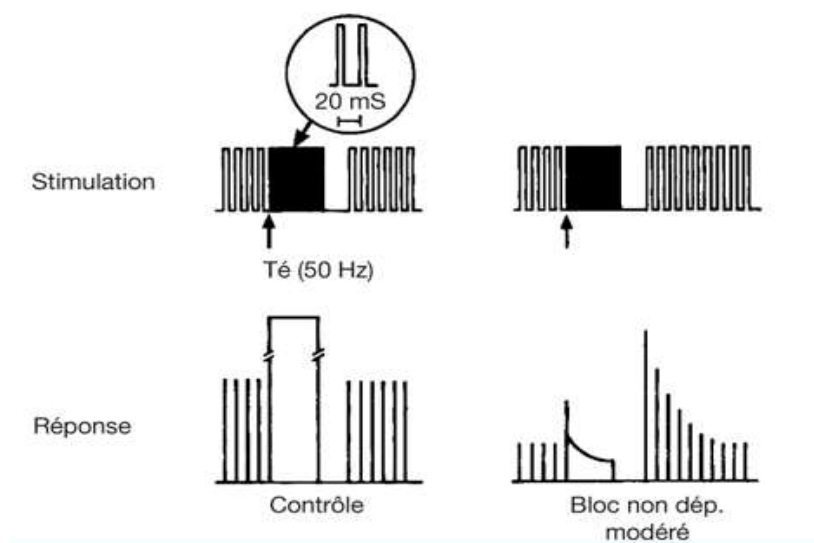 20 mS
Stimulation
Té (50 Hz)
Réponse
Contrôle
Bloc non dép.
modéré